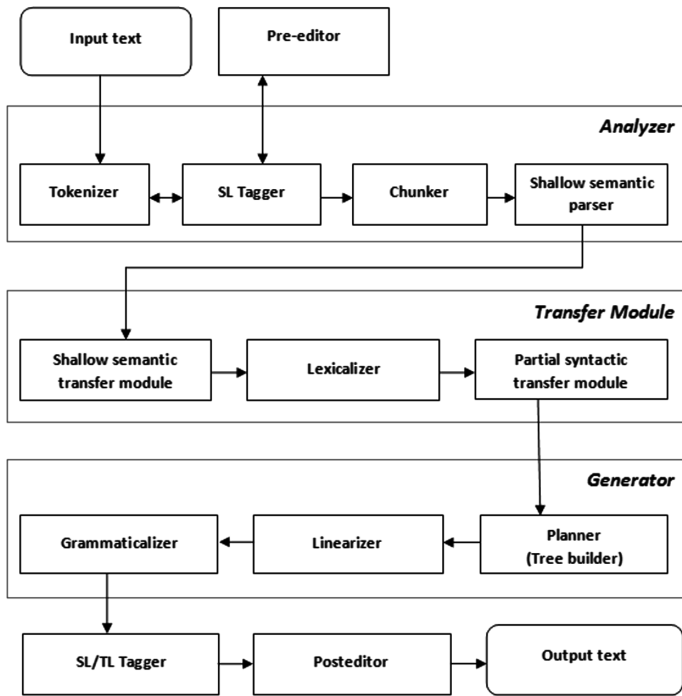 Input text
Pre-editor
Analyzer
Tokenizer
SL Tagger
Chunker
Shallow semantic
parser
Transfer Module
Shallow semantic
transfer module
Lexicalizer
Partial syntactic
transfer module
Generator
Grammaticalizer
Linearizer
Planner
(Tree builder)
SL/TL Tagger
Posteditor
Output text